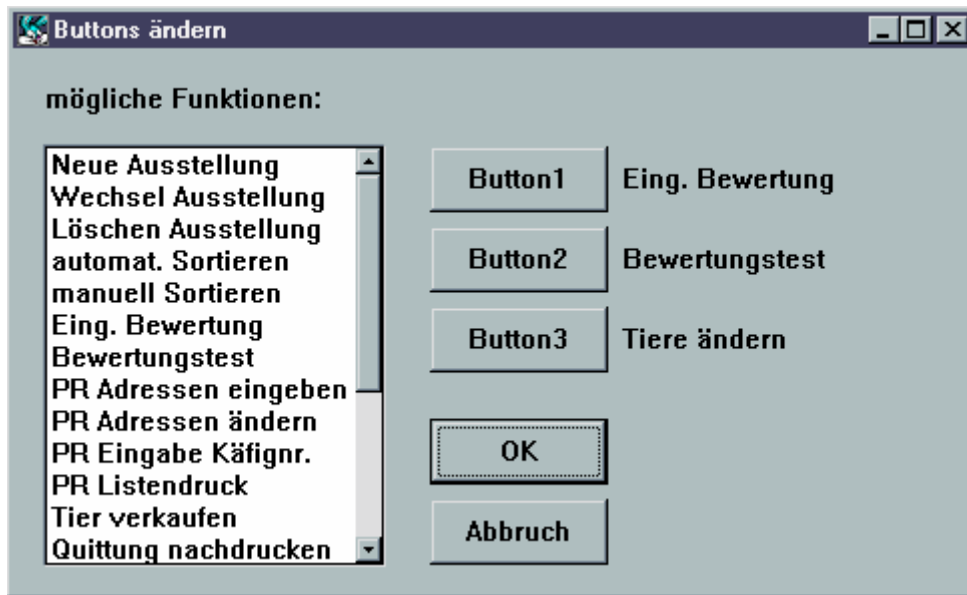 Buttons ändern
mögliche Funktionen:
Neue Ausstellung
Wechsel Ausstellung
Löschen Ausstellung
automat. Sortieren
manuell Sortieren
Eing. Bewertung
Bewertungstest
PR Adressen eingeben
PR Adressen ändern
PR Eingabe Käfignr.
PR Listendruck
Tier verkaufen
Quittung nachdrucken
Button1 Eing. Bewertung
Button2 Bewertungstest
Button3 Tiere ändern
OK
Abbruch